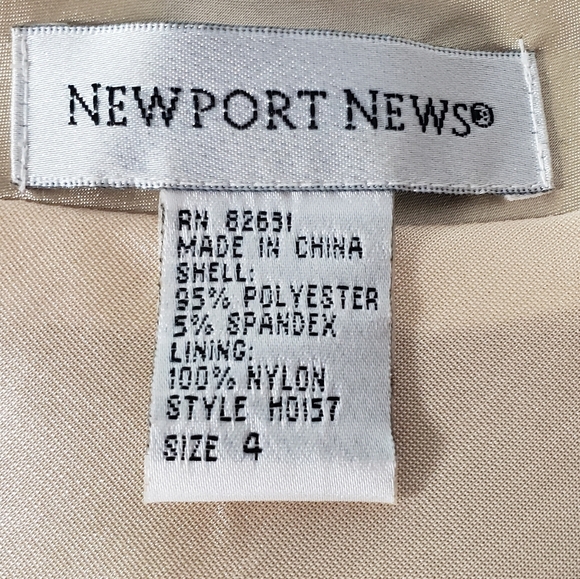 NEWPORT NEWS®
RN 82631
MADE IN CHINA
SHELL:
95% POLYESTER
5% SPANDEX
LINING:
100% NYLON
STYLE H0157
SIZE 4